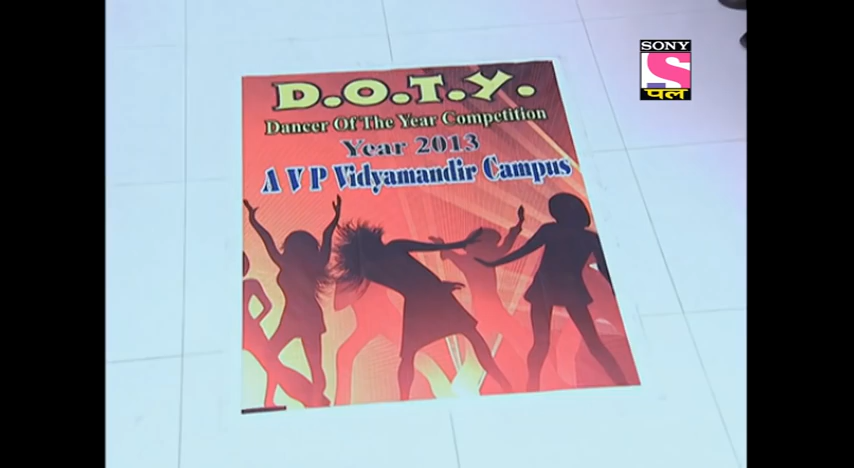 D.O.T.Y.
Dancer Of The Year Competition
Year 2013
A V P Vidyamandir Campus
SONY
S
पल